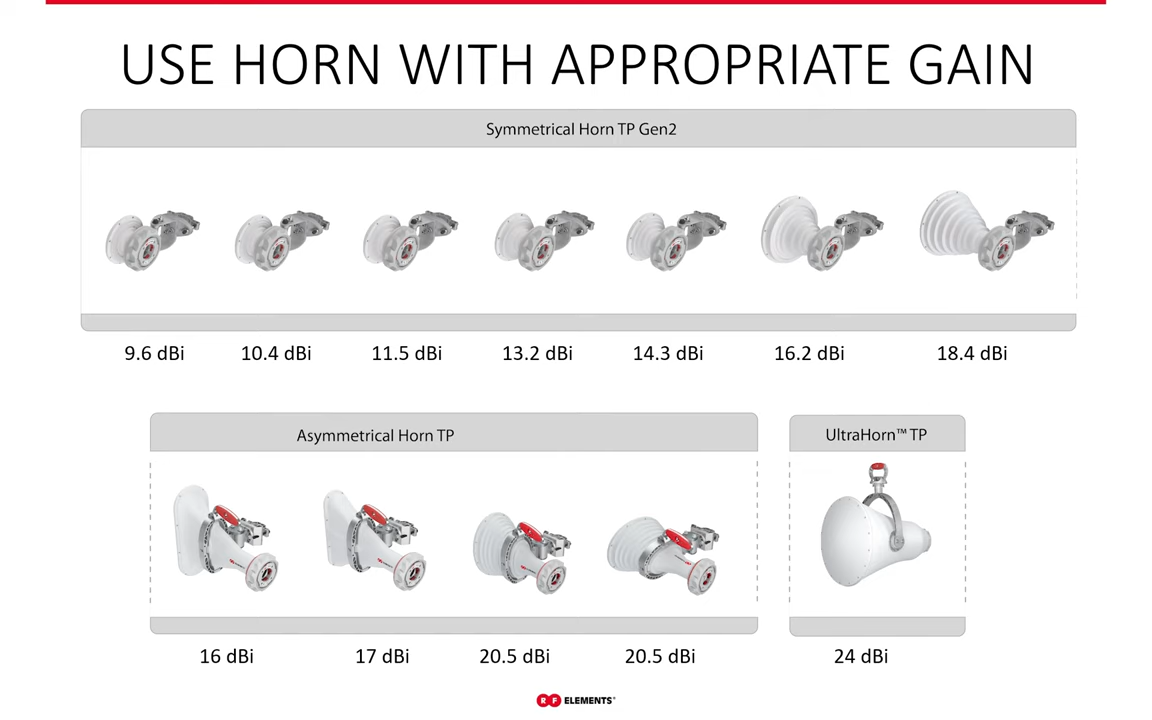 USE HORN WITH APPROPRIATE GAIN
Symmetrical Horn TP Gen2
9.6 dBi 10.4 dBi 11.5 dBi 13.2 dBi 14.3 dBi 16.2 dBi 18.4 dBi
Asymmetrical Horn TP
UltraHorn™ TP
16 dBi 17 dBi 20.5 dBi 20.5 dBi 24 dBi
RF ELEMENTS®